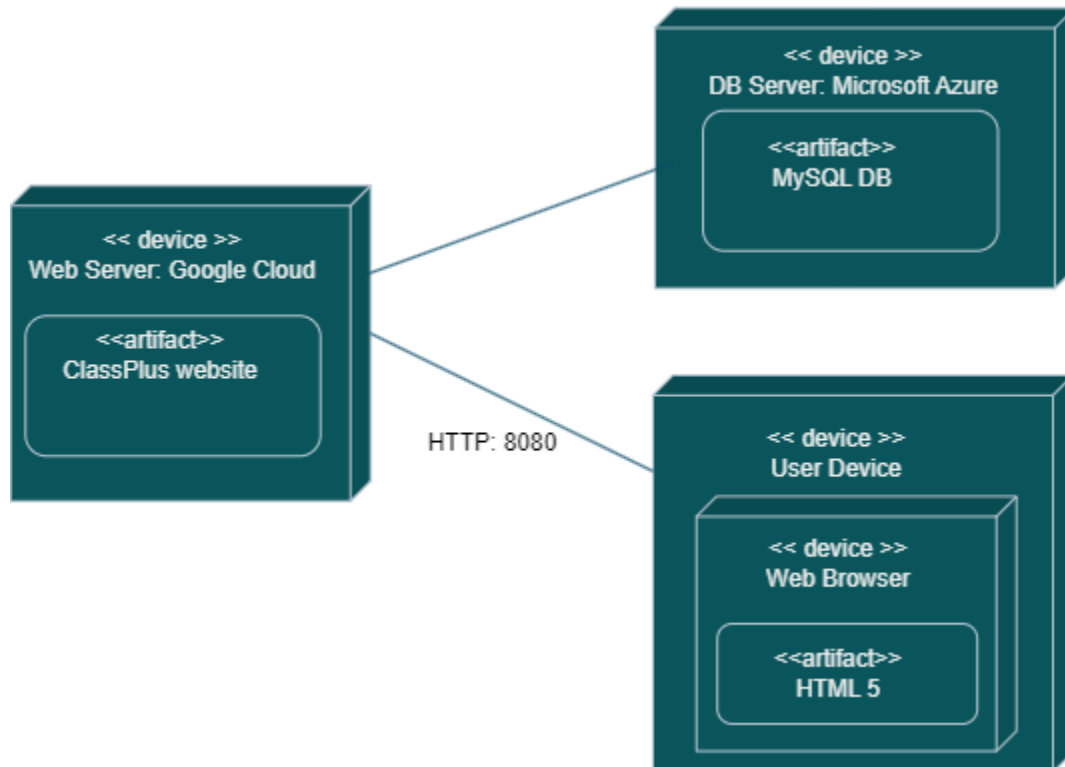 << device >>
DB Server: Microsoft Azure
<<artifact>>
MySQL DB
<< device >>
Web Server: Google Cloud
<<artifact>>
ClassPlus website
HTTP: 8080
<< device >>
User Device
<< device >>
Web Browser
<<artifact>>
HTML 5